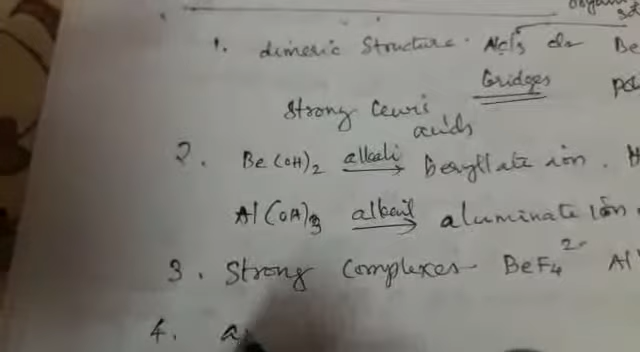 1. dimeric Structure. Be
bridges
Strong Lewis
acids
2. Be(OH)2 alkali beryllate ion.
Al(OH)3 alkali aluminate ion
3. Strong Complexes - BeF4 2- Al
4. a